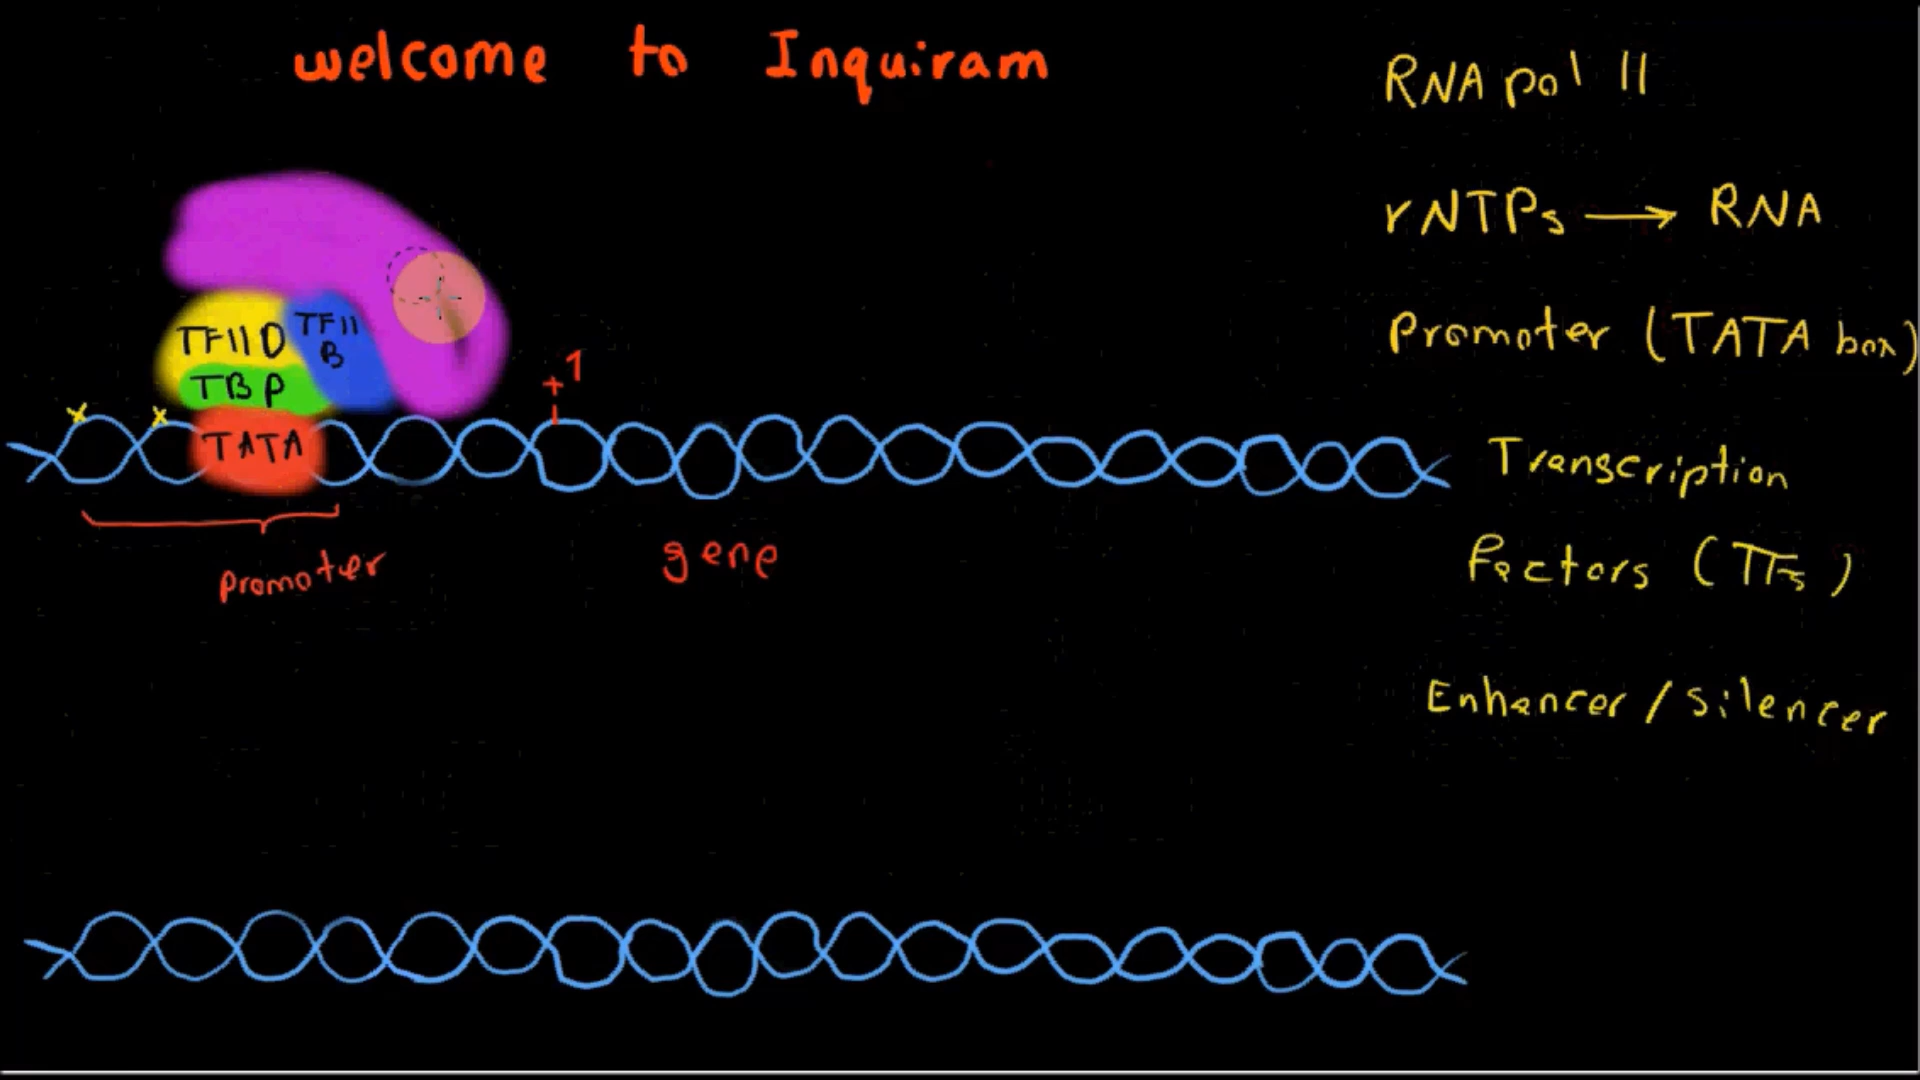 welcome to Inquiram
RNA pol II
rNTPs → RNA
Promoter (TATA box)
Transcription
Factors (TFs)
Enhancer/Silencer
TFIID
TFII
B
TBP
TATA
+1
promoter
gene